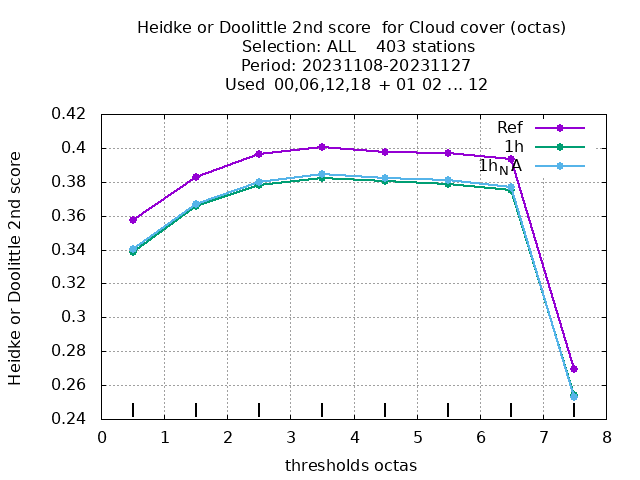 Heidke or Doolittle 2nd score  for Cloud cover (octas)
Selection: ALL    403 stations
Period: 20231108-20231127
Used  00,06,12,18 + 01 02 ... 12
Heidke or Doolittle 2nd score
0.42
0.4
0.38
0.36
0.34
0.32
0.3
0.28
0.26
0.24
Ref
1h
1h_NA
0 1 2 3 4 5 6 7 8
thresholds octas